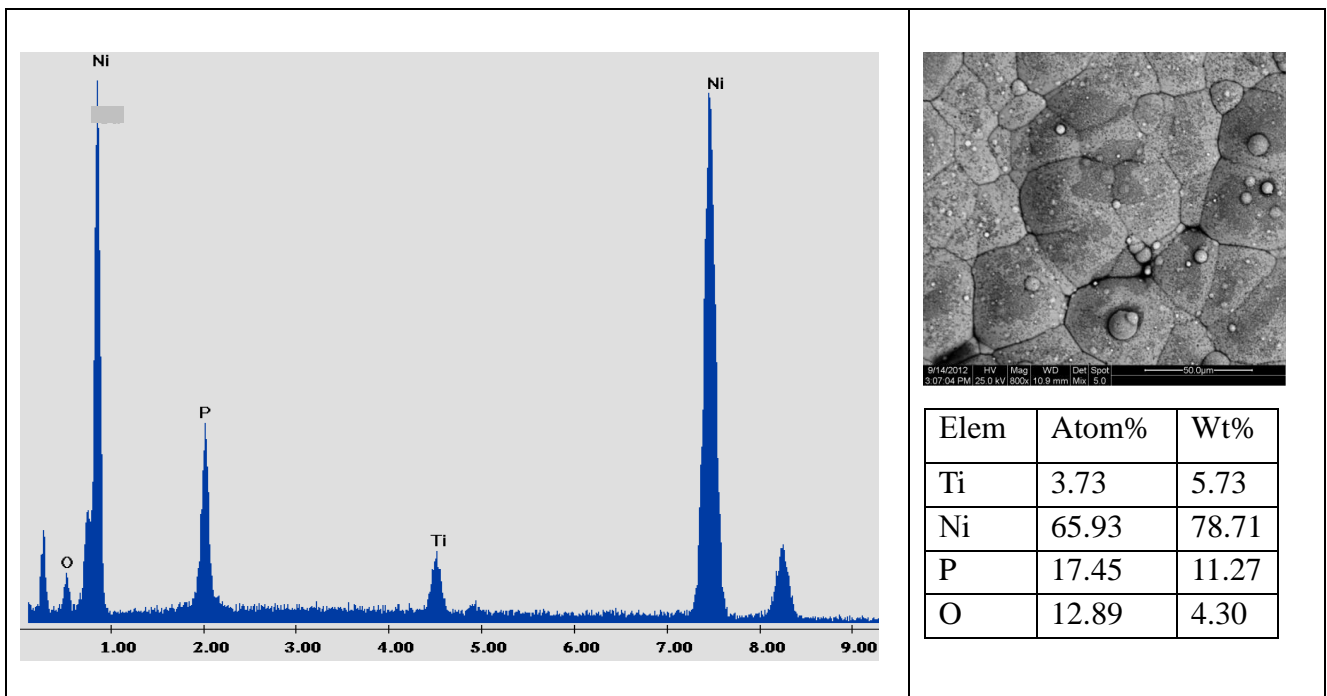 Ni
Ni
P
Ti
O
1.00 2.00 3.00 4.00 5.00 6.00 7.00 8.00 9.00
9/14/2012 HV Mag WD Det Spot 50.0µm
3:07:04 PM 25.0 kV 800x 10.9 mm Mix 5.0
Elem Atom% Wt%
Ti 3.73 5.73
Ni 65.93 78.71
P 17.45 11.27
O 12.89 4.30